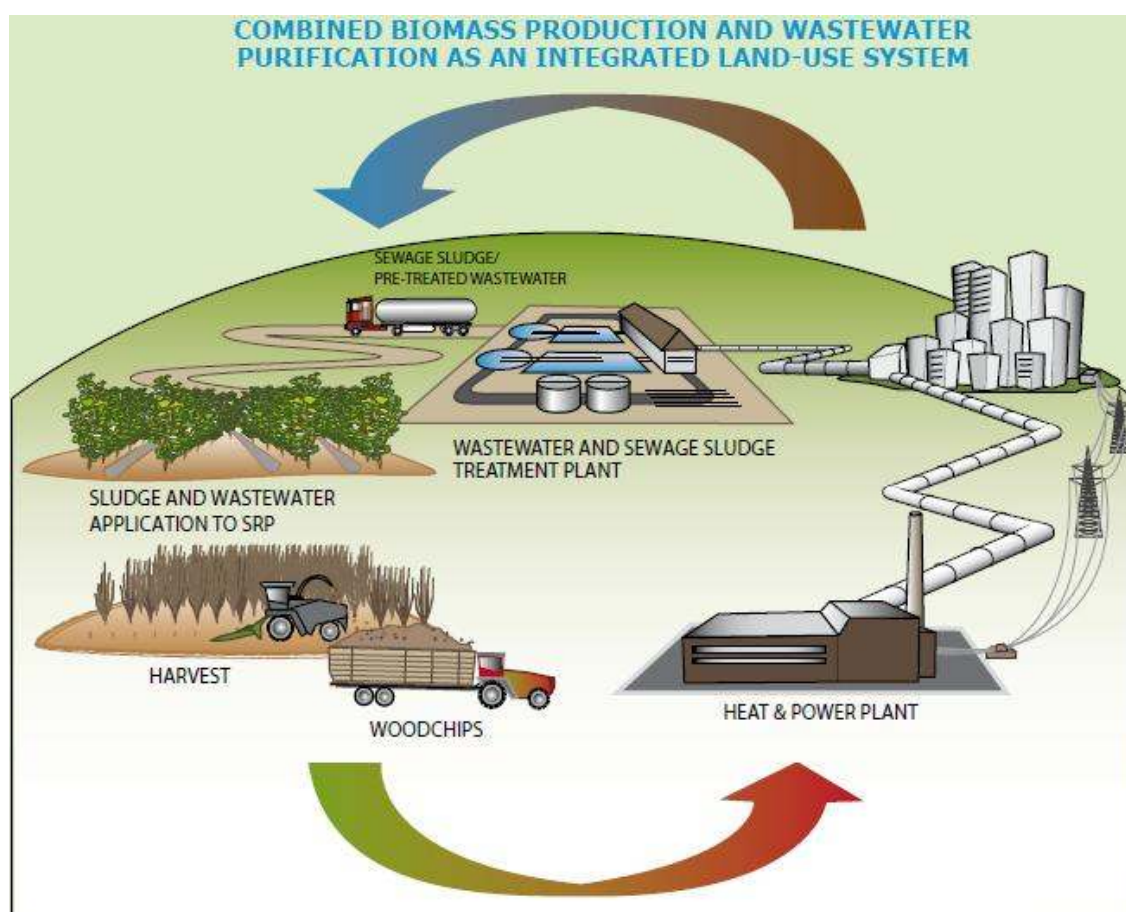 COMBINED BIOMASS PRODUCTION AND WASTEWATER
PURIFICATION AS AN INTEGRATED LAND-USE SYSTEM
SEWAGE SLUDGE/
PRE-TREATED WASTEWATER
WASTEWATER AND SEWAGE SLUDGE
TREATMENT PLANT
SLUDGE AND WASTEWATER
APPLICATION TO SRP
HARVEST
WOODCHIPS
HEAT & POWER PLANT